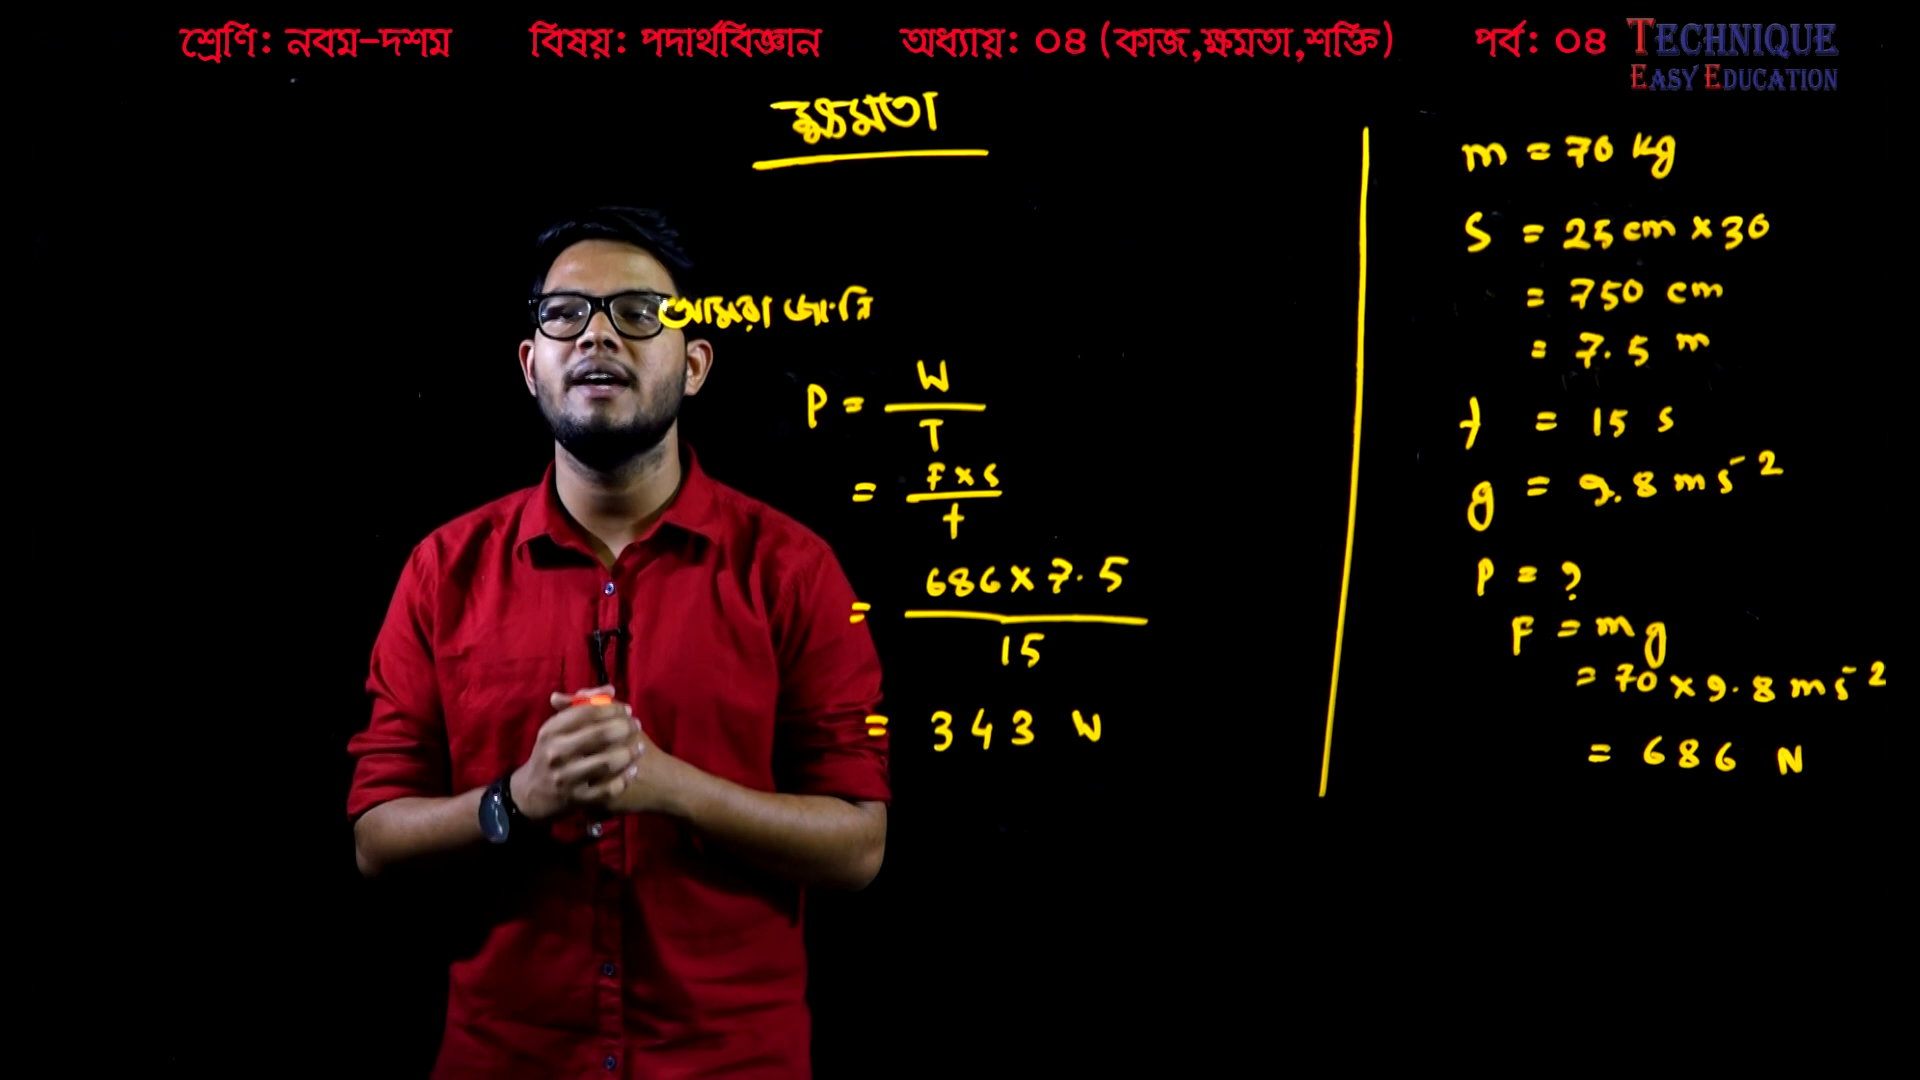 শ্রেণি: নবম-দশম বিষয়: পদার্থবিজ্ঞান অধ্যায়: ০৪ (কাজ,ক্ষমতা,শক্তি) পর্ব: ০৪
TECHNIQUE
EASY EDUCATION
ক্ষমতা
আমরা জানি
P = W / T
= F × s / t
= 686 × 7.5 / 15
= 343 W
m = 70 kg
S = 25 cm × 30
= 750 cm
= 7.5 m
t = 15 s
g = 9.8 ms⁻²
P = ?
F = mg
= 70 × 9.8 ms⁻²
= 686 N